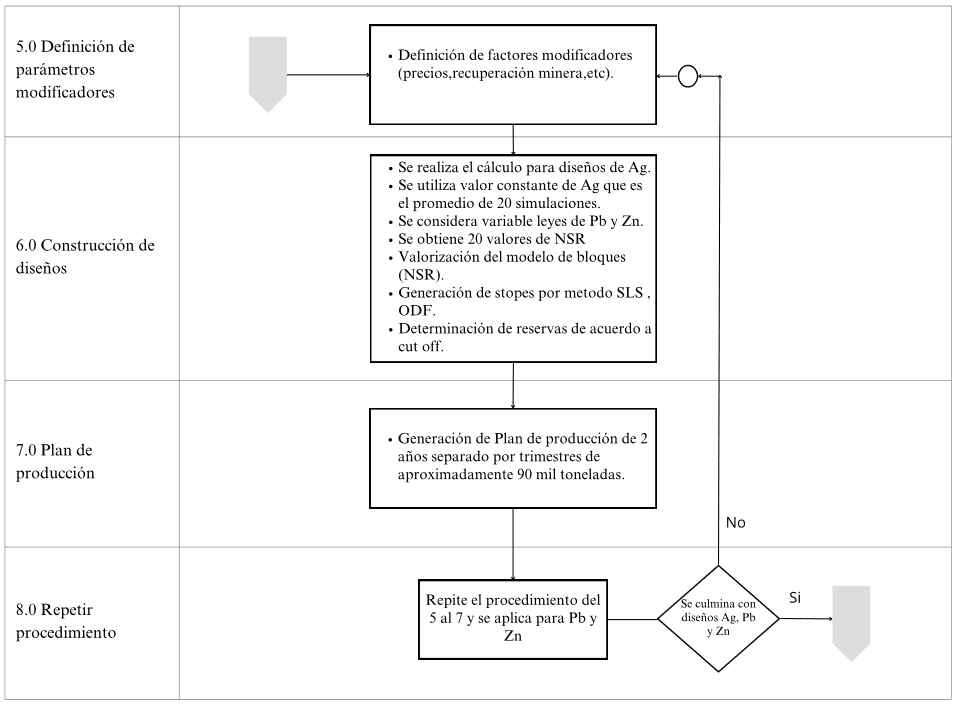 5.0 Definición de
parámetros
modificadores
• Definición de factores modificadores
(precios,recuperación minera,etc).
6.0 Construcción de
diseños
• Se realiza el cálculo para diseños de Ag.
• Se utiliza valor constante de Ag que es
el promedio de 20 simulaciones.
• Se considera variable leyes de Pb y Zn.
• Se obtiene 20 valores de NSR
• Valorización del modelo de bloques
(NSR).
• Generación de stopes por metodo SLS ,
ODF.
• Determinación de reservas de acuerdo a
cut off.
7.0 Plan de
producción
• Generación de Plan de producción de 2
años separado por trimestres de
aproximadamente 90 mil toneladas.
No
8.0 Repetir
procedimiento
Repite el procedimiento del
5 al 7 y se aplica para Pb y
Zn
Se culmina con
diseños Ag, Pb
y Zn
Si